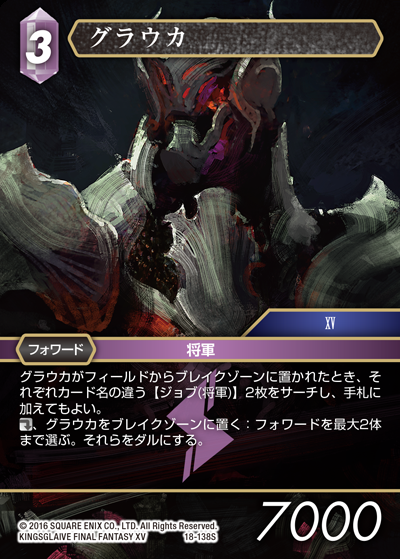 3
グラウカ
XV
フォワード
将軍
グラウカがフィールドからブレイクゾーンに置かれたとき、そ
れぞれカード名の違う【ジョブ(将軍)】2枚をサーチし、手札に
加えてもよい。
、グラウカをブレイクゾーンに置く:フォワードを最大2体
まで選ぶ。それらをダルにする。
© 2016 SQUARE ENIX CO., LTD. All Rights Reserved.
KINGSGLAIVE FINAL FANTASY XV
18-138S
7000